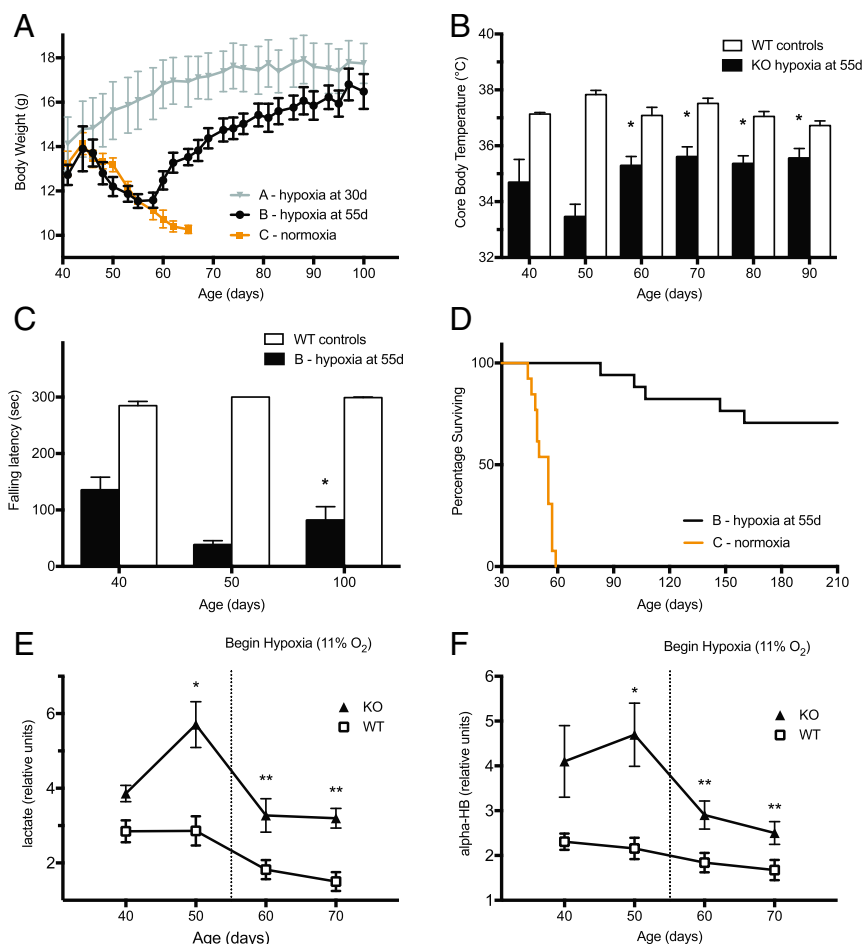 A
Body Weight (g)
18
16
14
12
10
A - hypoxia at 30d
B - hypoxia at 55d
C - normoxia
40 50 60 70 80 90 100
Age (days)
B
Core Body Temperature (°C)
40
38
36
34
32
WT controls
KO hypoxia at 55d
* * * *
40 50 60 70 80 90
Age (days)
C
Falling latency (sec)
300
200
100
0
WT controls
B - hypoxia at 55d
*
40 50 100
Age (days)
D
Percentage Surviving
100
50
0
B - hypoxia at 55d
C - normoxia
30 60 90 120 150 180 210
Age (days)
E
Begin Hypoxia (11% O2)
lactate (relative units)
6
4
2
KO
WT
* ** **
40 50 60 70
Age (days)
F
Begin Hypoxia (11% O2)
alpha-HB (relative units)
6
5
4
3
2
1
KO
WT
* ** **
40 50 60 70
Age (days)